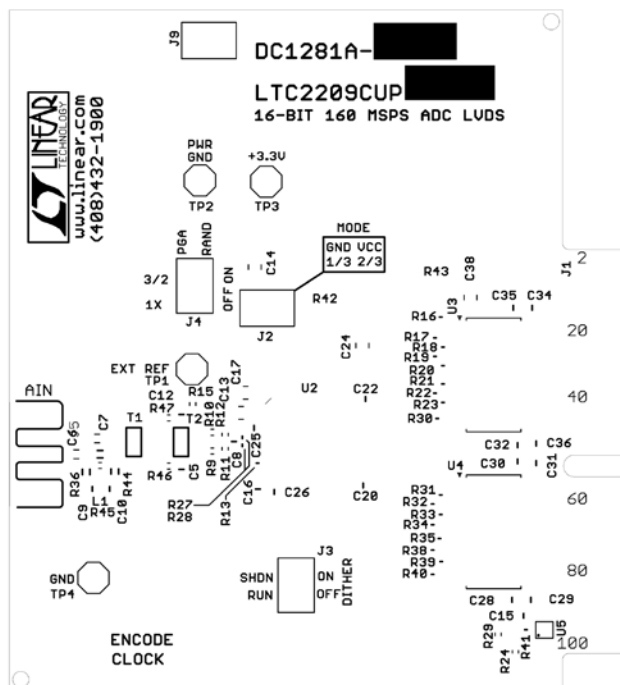 J9
DC1281A-
LTC2209CUP
16-BIT 160 MSPS ADC LVDS
LINEAR
TECHNOLOGY
www.linear.com
(408)432-1900
PWR
GND
TP2
+3.3V
TP3
MODE
GND VCC
1/3 2/3
PGA
RAND
3/2
1X
J4
ON
OFF
C14
J2
R42
R43
C38
J1
2
U3
C35
C34
R16
R17
R18
R19
R20
R21
R22
R23
R30
20
40
C24
EXT REF
TP1
C17
C13
R15
C12
R47
R10
R12
U2
C22
AIN
T1
T2
C7
C6
R36
C9
L1
R45
C10
R44
R46
C5
R9
R11
C8
C25
C16
C26
C20
R27
R28
R13
C32
C36
C30
C31
U4
R31
R32
R33
R34
R35
R38
R39
R40
60
80
100
GND
TP4
J3
SHDN
RUN
ON
OFF
DITHER
C28
C29
C15
R29
R24
R41
U5
ENCODE
CLOCK